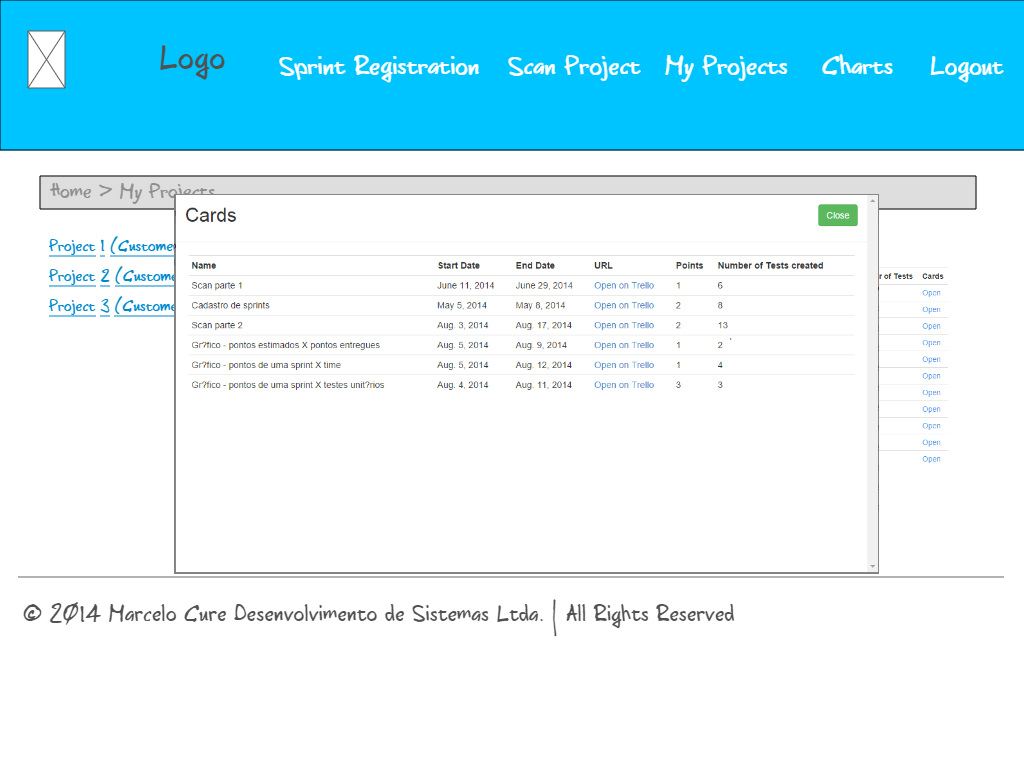 Logo Sprint Registration Scan Project My Projects Charts Logout
Home > My Projects
Cards Close
Project 1 (Custome
Project 2 (Custome
Project 3 (Custome
Name Start Date End Date URL Points Number of Tests created
Scan parte 1 June 11, 2014 June 29, 2014 Open on Trello 1 6
Cadastro de sprints May 5, 2014 May 8, 2014 Open on Trello 2 8
Scan parte 2 Aug. 3, 2014 Aug. 17, 2014 Open on Trello 2 13
Gr?fico - pontos estimados X pontos entregues Aug. 5, 2014 Aug. 9, 2014 Open on Trello 1 2
Gr?fico - pontos de uma sprint X time Aug. 5, 2014 Aug. 12, 2014 Open on Trello 1 4
Gr?fico - pontos de uma sprint X testes unit?rios Aug. 4, 2014 Aug. 11, 2014 Open on Trello 3 3
r of Tests Cards
Open
Open
Open
Open
Open
Open
Open
Open
Open
Open
Open
© 2014 Marcelo Cure Desenvolvimento de Sistemas Ltda. | All Rights Reserved